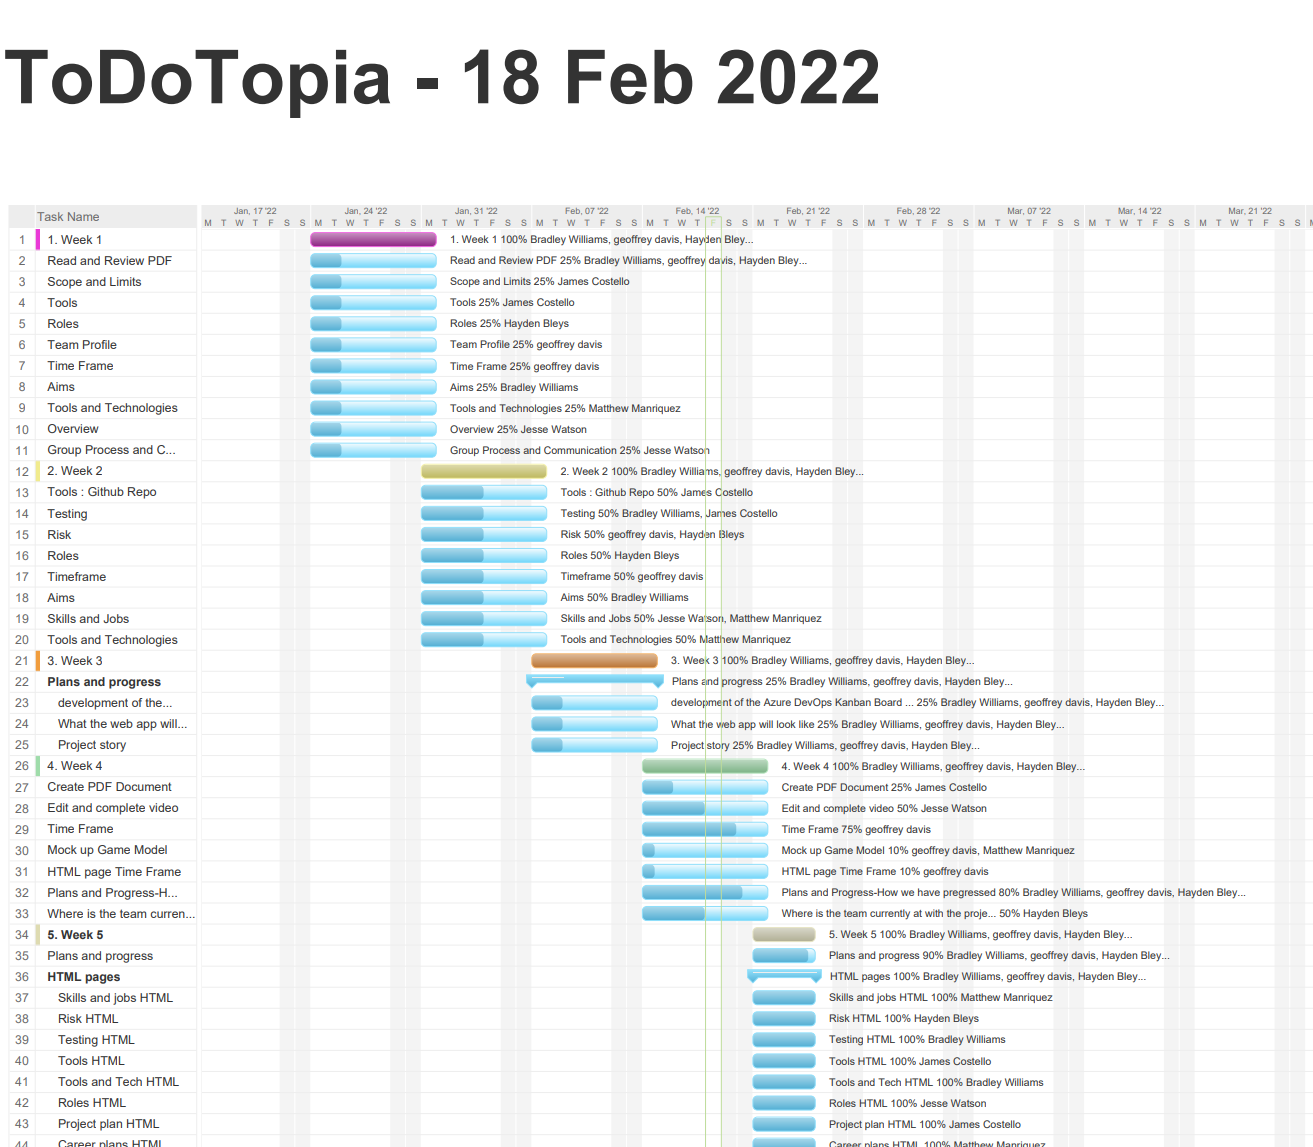 ToDoTopia - 18 Feb 2022
Task Name
Jan, 17 '22 Jan, 24 '22 Jan, 31 '22 Feb, 07 '22 Feb, 14 '22 Feb, 21 '22 Feb, 28 '22 Mar, 07 '22 Mar, 14 '22 Mar, 21 '22
M T W T F S S M T W T F S S M T W T F S S M T W T F S S M T W T F S S M T W T F S S M T W T F S S M T W T F S S M T W T F S S M T W T F S S M
1 1. Week 1 1. Week 1 100% Bradley Williams, geoffrey davis, Hayden Bley...
2 Read and Review PDF Read and Review PDF 25% Bradley Williams, geoffrey davis, Hayden Bley...
3 Scope and Limits Scope and Limits 25% James Costello
4 Tools Tools 25% James Costello
5 Roles Roles 25% Hayden Bleys
6 Team Profile Team Profile 25% geoffrey davis
7 Time Frame Time Frame 25% geoffrey davis
8 Aims Aims 25% Bradley Williams
9 Tools and Technologies Tools and Technologies 25% Matthew Manriquez
10 Overview Overview 25% Jesse Watson
11 Group Process and C... Group Process and Communication 25% Jesse Watson
12 2. Week 2 2. Week 2 100% Bradley Williams, geoffrey davis, Hayden Bley...
13 Tools : Github Repo Tools : Github Repo 50% James Costello
14 Testing Testing 50% Bradley Williams, James Costello
15 Risk Risk 50% geoffrey davis, Hayden Bleys
16 Roles Roles 50% Hayden Bleys
17 Timeframe Timeframe 50% geoffrey davis
18 Aims Aims 50% Bradley Williams
19 Skills and Jobs Skills and Jobs 50% Jesse Watson, Matthew Manriquez
20 Tools and Technologies Tools and Technologies 50% Matthew Manriquez
21 3. Week 3 3. Week 3 100% Bradley Williams, geoffrey davis, Hayden Bley...
22 Plans and progress Plans and progress 25% Bradley Williams, geoffrey davis, Hayden Bley...
23 development of the... development of the Azure DevOps Kanban Board ... 25% Bradley Williams, geoffrey davis, Hayden Bley...
24 What the web app will... What the web app will look like 25% Bradley Williams, geoffrey davis, Hayden Bley...
25 Project story Project story 25% Bradley Williams, geoffrey davis, Hayden Bley...
26 4. Week 4 4. Week 4 100% Bradley Williams, geoffrey davis, Hayden Bley...
27 Create PDF Document Create PDF Document 25% James Costello
28 Edit and complete video Edit and complete video 50% Jesse Watson
29 Time Frame Time Frame 75% geoffrey davis
30 Mock up Game Model Mock up Game Model 10% geoffrey davis, Matthew Manriquez
31 HTML page Time Frame HTML page Time Frame 10% geoffrey davis
32 Plans and Progress-H... Plans and Progress-How we have pregressed 80% Bradley Williams, geoffrey davis, Hayden Bley...
33 Where is the team curren... Where is the team currently at with the proje... 50% Hayden Bleys
34 5. Week 5 5. Week 5 100% Bradley Williams, geoffrey davis, Hayden Bley...
35 Plans and progress Plans and progress 90% Bradley Williams, geoffrey davis, Hayden Bley...
36 HTML pages HTML pages 100% Bradley Williams, geoffrey davis, Hayden Bley...
37 Skills and jobs HTML Skills and jobs HTML 100% Matthew Manriquez
38 Risk HTML Risk HTML 100% Hayden Bleys
39 Testing HTML Testing HTML 100% Bradley Williams
40 Tools HTML Tools HTML 100% James Costello
41 Tools and Tech HTML Tools and Tech HTML 100% Bradley Williams
42 Roles HTML Roles HTML 100% Jesse Watson
43 Project plan HTML Project plan HTML 100% James Costello
44 Career plans HTML Career plans HTML 100% Matthew Manriquez